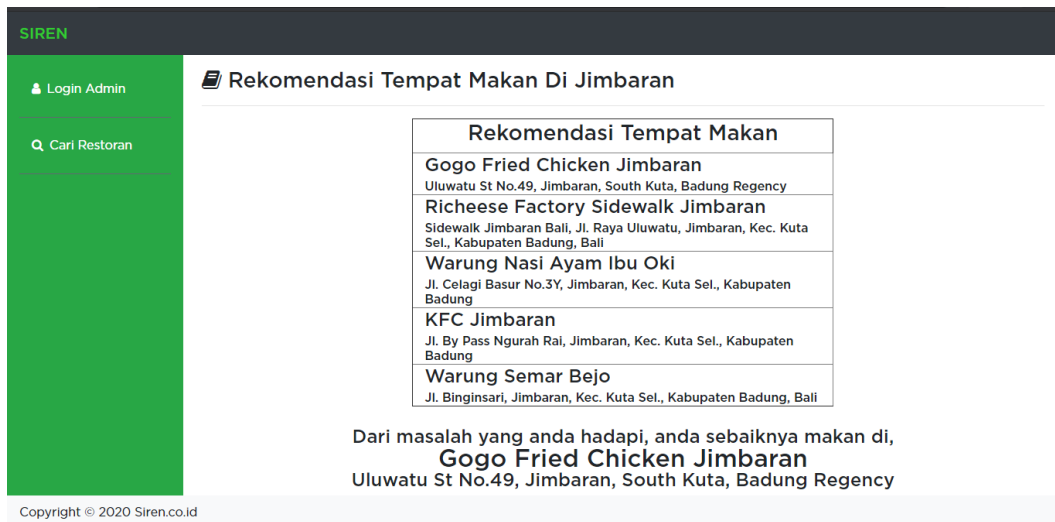 SIREN
Login Admin
Cari Restoran
Rekomendasi Tempat Makan Di Jimbaran
Rekomendasi Tempat Makan
Gogo Fried Chicken Jimbaran
Uluwatu St No.49, Jimbaran, South Kuta, Badung Regency
Richeese Factory Sidewalk Jimbaran
Sidewalk Jimbaran Bali, Jl. Raya Uluwatu, Jimbaran, Kec. Kuta
Sel., Kabupaten Badung, Bali
Warung Nasi Ayam Ibu Oki
Jl. Celagi Basur No.3Y, Jimbaran, Kec. Kuta Sel., Kabupaten
Badung
KFC Jimbaran
Jl. By Pass Ngurah Rai, Jimbaran, Kec. Kuta Sel., Kabupaten
Badung
Warung Semar Bejo
Jl. Binginsari, Jimbaran, Kec. Kuta Sel., Kabupaten Badung, Bali
Dari masalah yang anda hadapi, anda sebaiknya makan di,
Gogo Fried Chicken Jimbaran
Uluwatu St No.49, Jimbaran, South Kuta, Badung Regency
Copyright © 2020 Siren.co.id